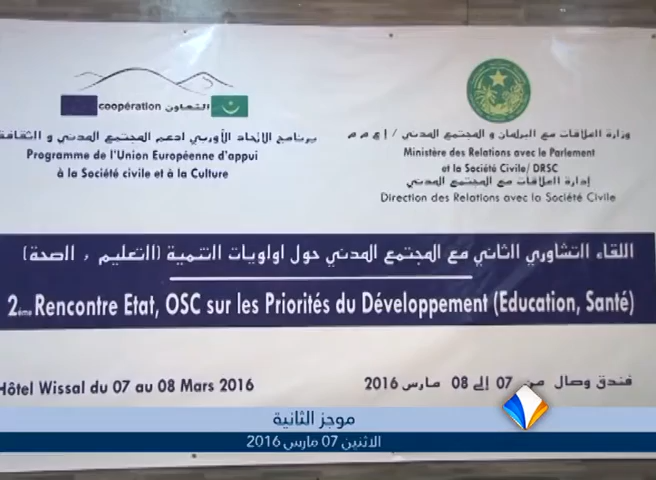 coopération التعاون
برنامج الاتحاد الأوربي لدعم المجتمع المدني و الثقافة
Programme de l'Union Européenne d'appui
à la Société civile et à la Culture
وزارة العلاقات مع البرلمان و المجتمع المدني / إ ع م م
Ministère des Relations avec le Parlement
et la Société Civile/ DRSC
إدارة العلاقات مع المجتمع المدني
Direction des Relations avec la Société Civile
اللقاء التشاوري الثاني مع المجتمع المدني حول اولويات التنمية (التعليم ، الصحة)
2ème Rencontre Etat, OSC sur les Priorités du Développement (Education, Santé)
Hôtel Wissal du 07 au 08 Mars 2016
فندق وصال من 07 إلى 08 مارس 2016
موجز الثانية
الاثنين 07 مارس 2016